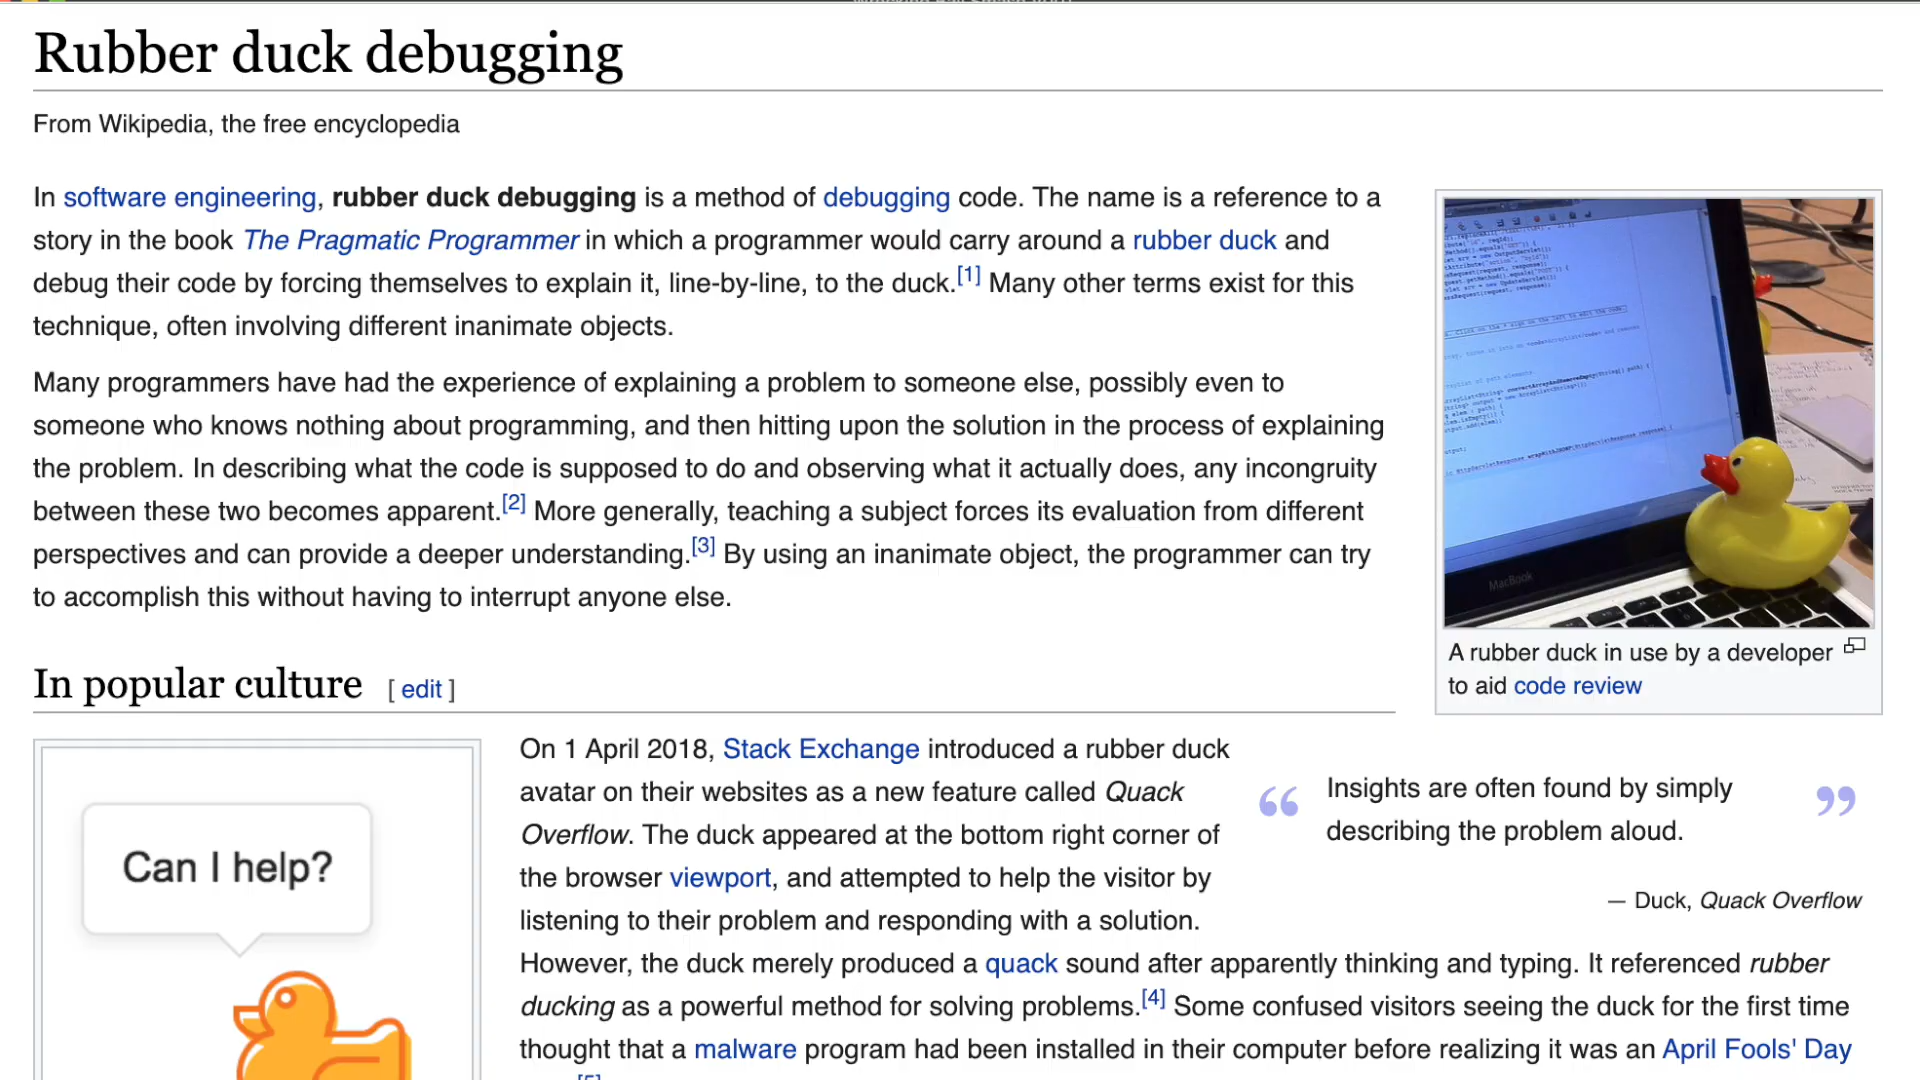 Rubber duck debugging
From Wikipedia, the free encyclopedia
In software engineering, rubber duck debugging is a method of debugging code. The name is a reference to a
story in the book The Pragmatic Programmer in which a programmer would carry around a rubber duck and
debug their code by forcing themselves to explain it, line-by-line, to the duck.[1] Many other terms exist for this
technique, often involving different inanimate objects.
Many programmers have had the experience of explaining a problem to someone else, possibly even to
someone who knows nothing about programming, and then hitting upon the solution in the process of explaining
the problem. In describing what the code is supposed to do and observing what it actually does, any incongruity
between these two becomes apparent.[2] More generally, teaching a subject forces its evaluation from different
perspectives and can provide a deeper understanding.[3] By using an inanimate object, the programmer can try
to accomplish this without having to interrupt anyone else.
MacBook
A rubber duck in use by a developer
to aid code review
In popular culture [ edit ]
Can I help?
On 1 April 2018, Stack Exchange introduced a rubber duck
avatar on their websites as a new feature called Quack
Overflow. The duck appeared at the bottom right corner of
the browser viewport, and attempted to help the visitor by
listening to their problem and responding with a solution.
However, the duck merely produced a quack sound after apparently thinking and typing. It referenced rubber
ducking as a powerful method for solving problems.[4] Some confused visitors seeing the duck for the first time
thought that a malware program had been installed in their computer before realizing it was an April Fools' Day
[5]
“ Insights are often found by simply ”
describing the problem aloud.
— Duck, Quack Overflow